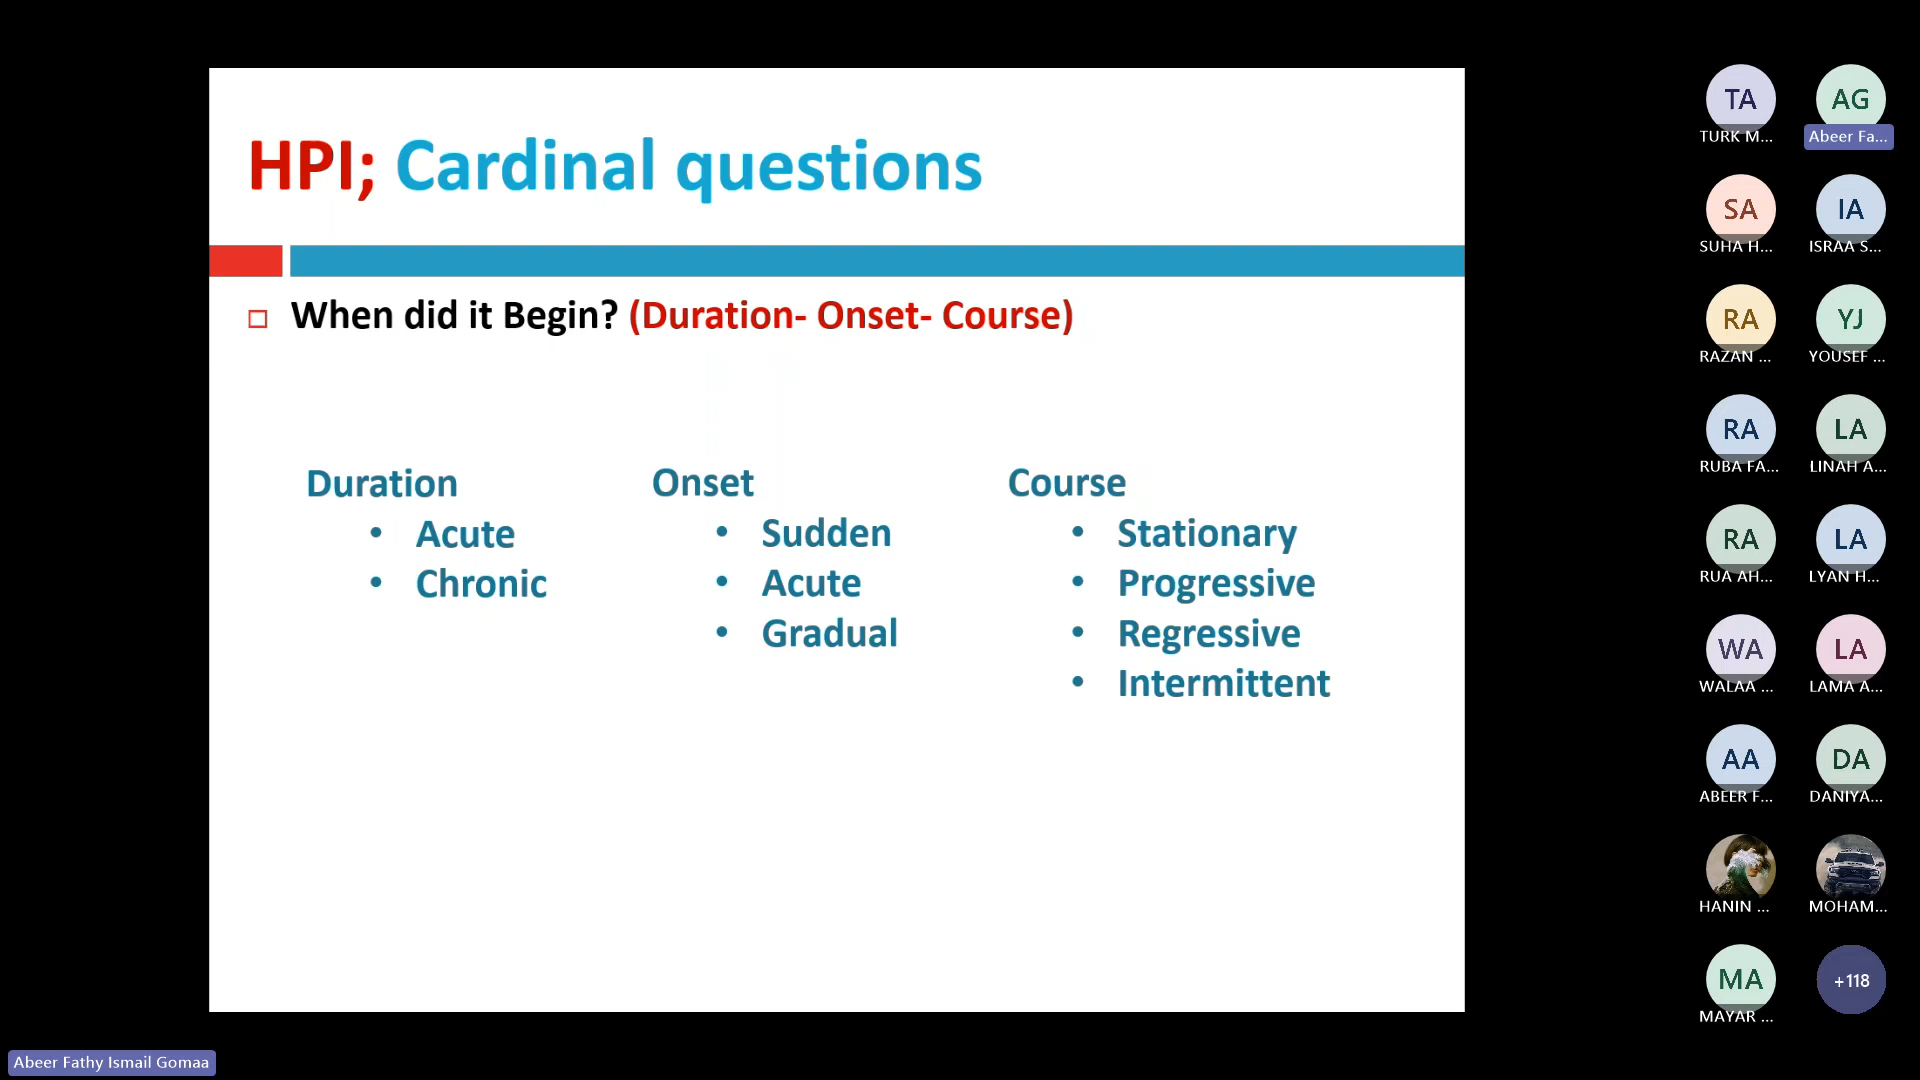 HPI; Cardinal questions
When did it Begin? (Duration- Onset- Course)
Duration
• Acute
• Chronic
Onset
• Sudden
• Acute
• Gradual
Course
• Stationary
• Progressive
• Regressive
• Intermittent
TA
TURK M...
AG
Abeer Fa...
SA
SUHA H...
IA
ISRAA S...
RA
RAZAN ...
YJ
YOUSEF ...
RA
RUBA FA...
LA
LINAH A...
RA
RUA AH...
LA
LYAN H...
WA
WALAA ...
LA
LAMA A...
AA
ABEER F...
DA
DANIYA...
HANIN ...
MOHAM...
MA
MAYAR ...
+118
Abeer Fathy Ismail Gomaa